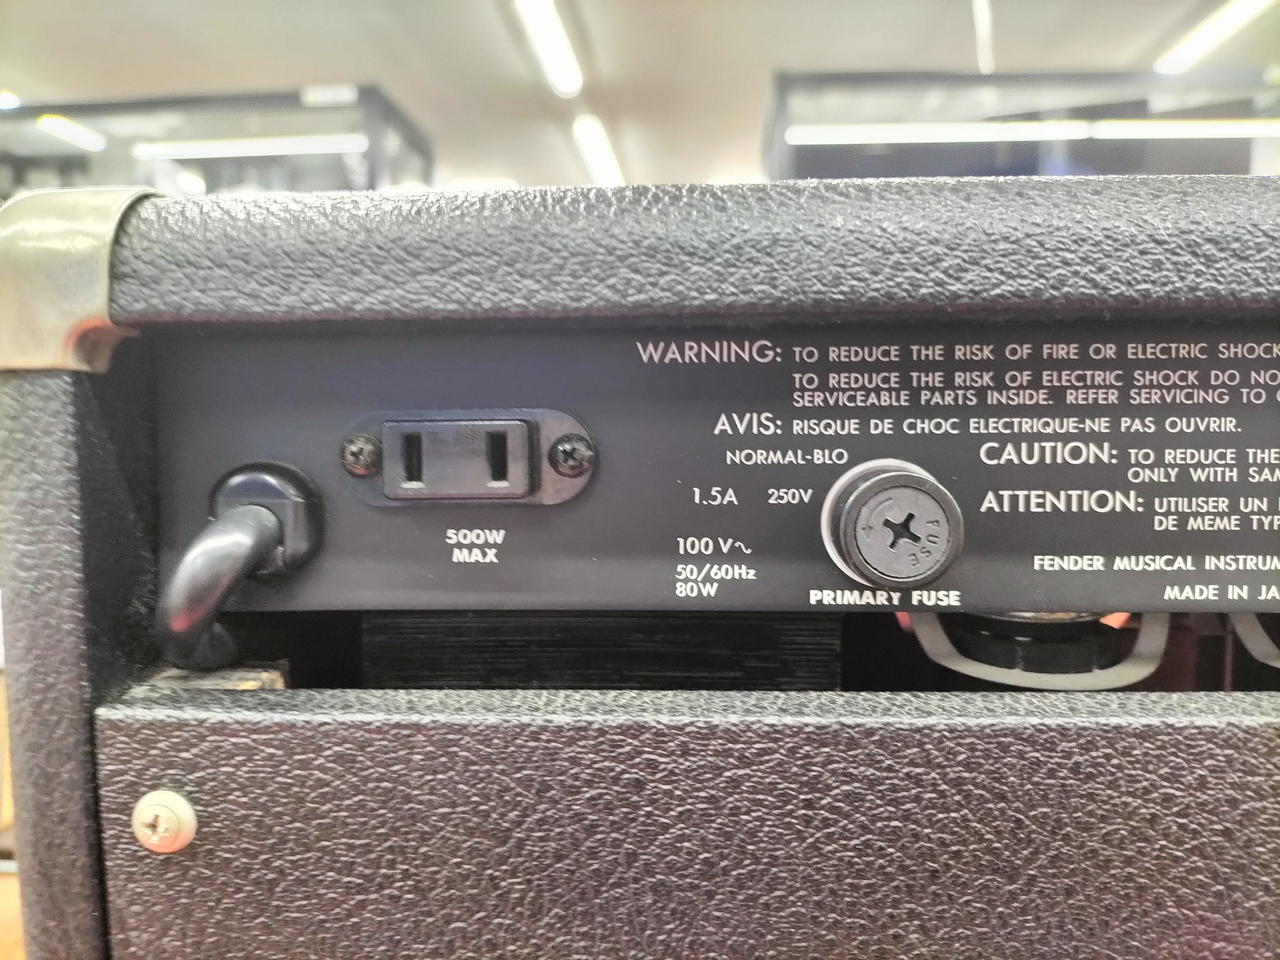 WARNING: TO REDUCE THE RISK OF FIRE OR ELECTRIC SHOCK
TO REDUCE THE RISK OF ELECTRIC SHOCK DO NO
SERVICEABLE PARTS INSIDE. REFER SERVICING TO
AVIS: RISQUE DE CHOC ELECTRIQUE-NE PAS OUVRIR.
NORMAL-BLO
1.5A 250V
CAUTION: TO REDUCE THE
ONLY WITH SAM
ATTENTION: UTILISER UN
DE MEME TYP
FUSE
500W
MAX
100 V~
50/60Hz
80W
PRIMARY FUSE
FENDER MUSICAL INSTRUM
MADE IN JA